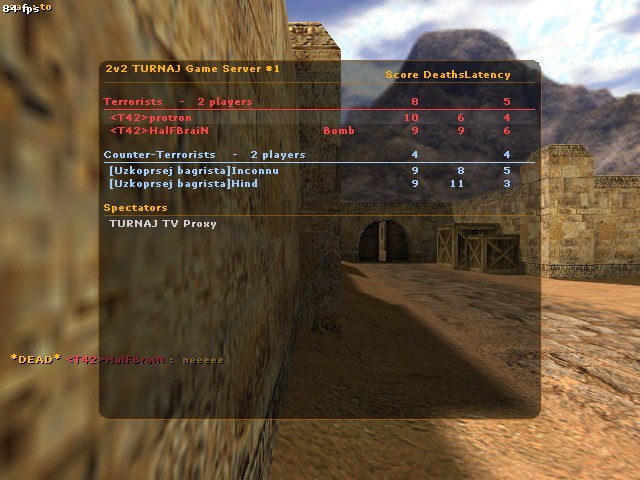 84 fps
2v2 TURNAJ Game Server #1
Score Deaths Latency
Terrorists - 2 players 8 5
<T42>protron 10 6 4
<T42>HalFBraiN Bomb 9 9 6
Counter-Terrorists - 2 players 4 4
[Uzkoprsej bagrista]Inconnu 9 8 5
[Uzkoprsej bagrista]Hind 9 11 3
Spectators
TURNAJ TV Proxy
*DEAD* <T42>HalFBraiN : neeeee